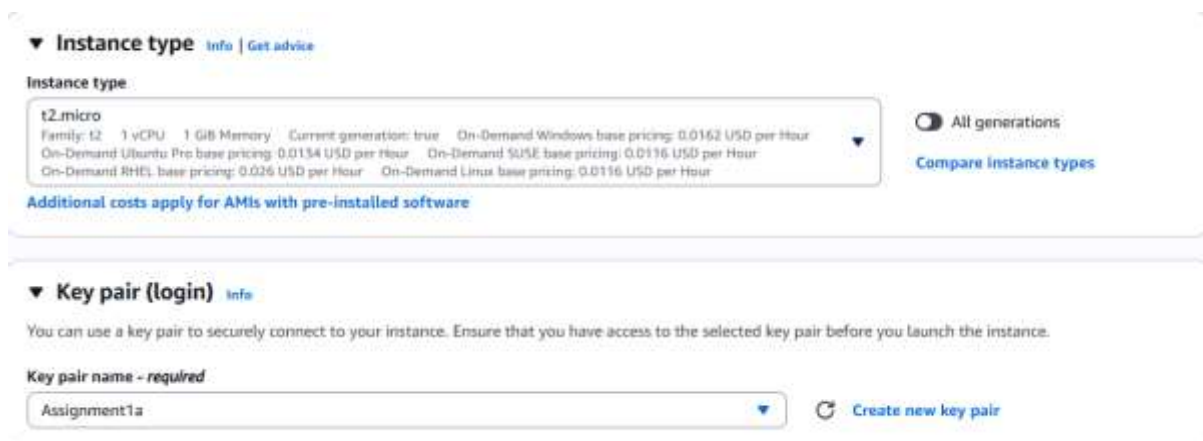 Instance type Info | Get advice
Instance type
t2.micro
Family: t2 1 vCPU 1 GiB Memory Current generation: true On-Demand Windows base pricing: 0.0162 USD per Hour
On-Demand Ubuntu Pro base pricing: 0.0134 USD per Hour On-Demand SUSE base pricing: 0.0116 USD per Hour
On-Demand RHEL base pricing: 0.026 USD per Hour On-Demand Linux base pricing: 0.0116 USD per Hour
All generations
Compare instance types
Additional costs apply for AMIs with pre-installed software
Key pair (login) Info
You can use a key pair to securely connect to your instance. Ensure that you have access to the selected key pair before you launch the instance.
Key pair name - required
Assignment1a
Create new key pair